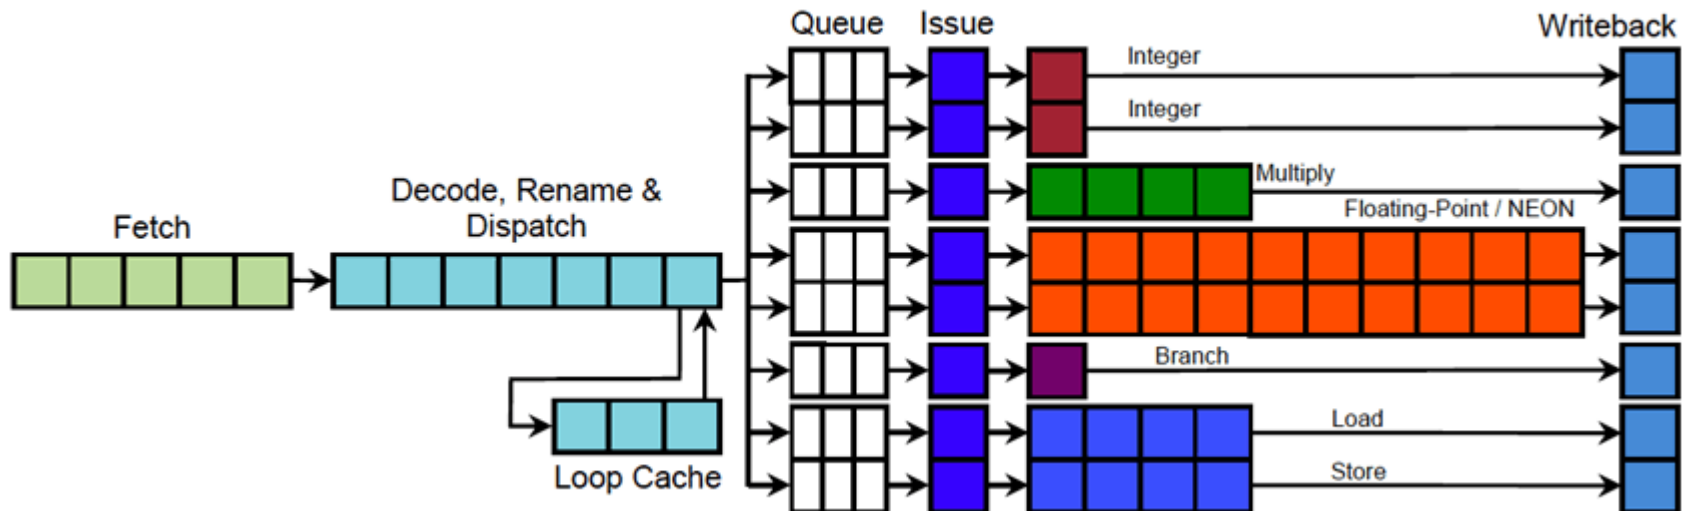 Queue
Issue
Writeback
Integer
Integer
Multiply
Floating-Point / NEON
Decode, Rename &
Dispatch
Fetch
Branch
Load
Store
Loop Cache